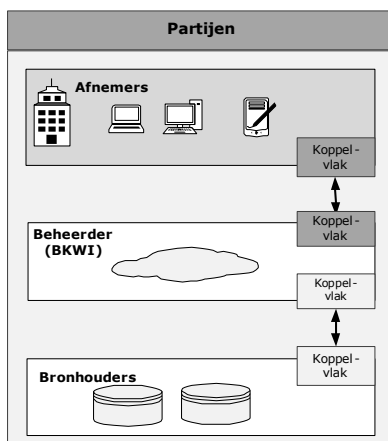 Partijen
Afnemers
Koppel-
vlak
Koppel-
vlak
Beheerder
(BKWI)
Koppel-
vlak
Koppel-
vlak
Bronhouders